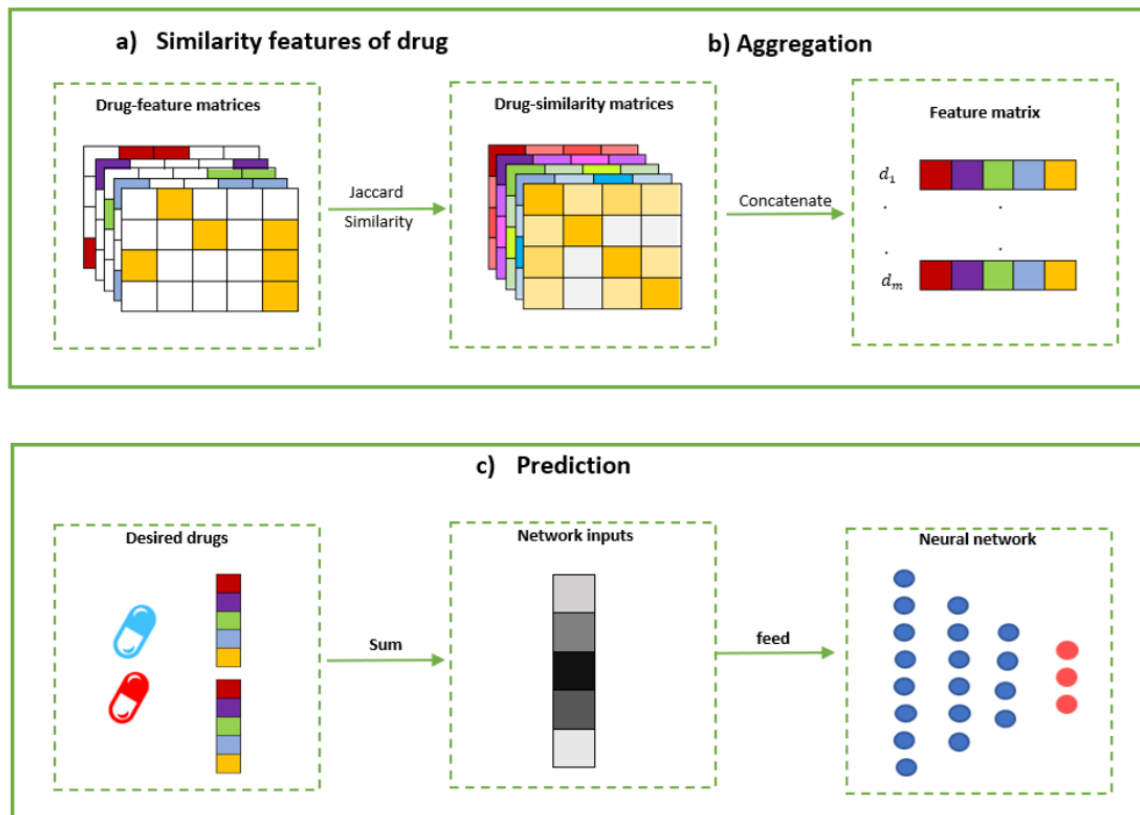 a) Similarity features of drug
b) Aggregation
Drug-feature matrices
Drug-similarity matrices
Feature matrix
Jaccard
Similarity
Concatenate
d₁
.
.
.
.
dₘ
c) Prediction
Desired drugs
Network inputs
Neural network
Sum
feed